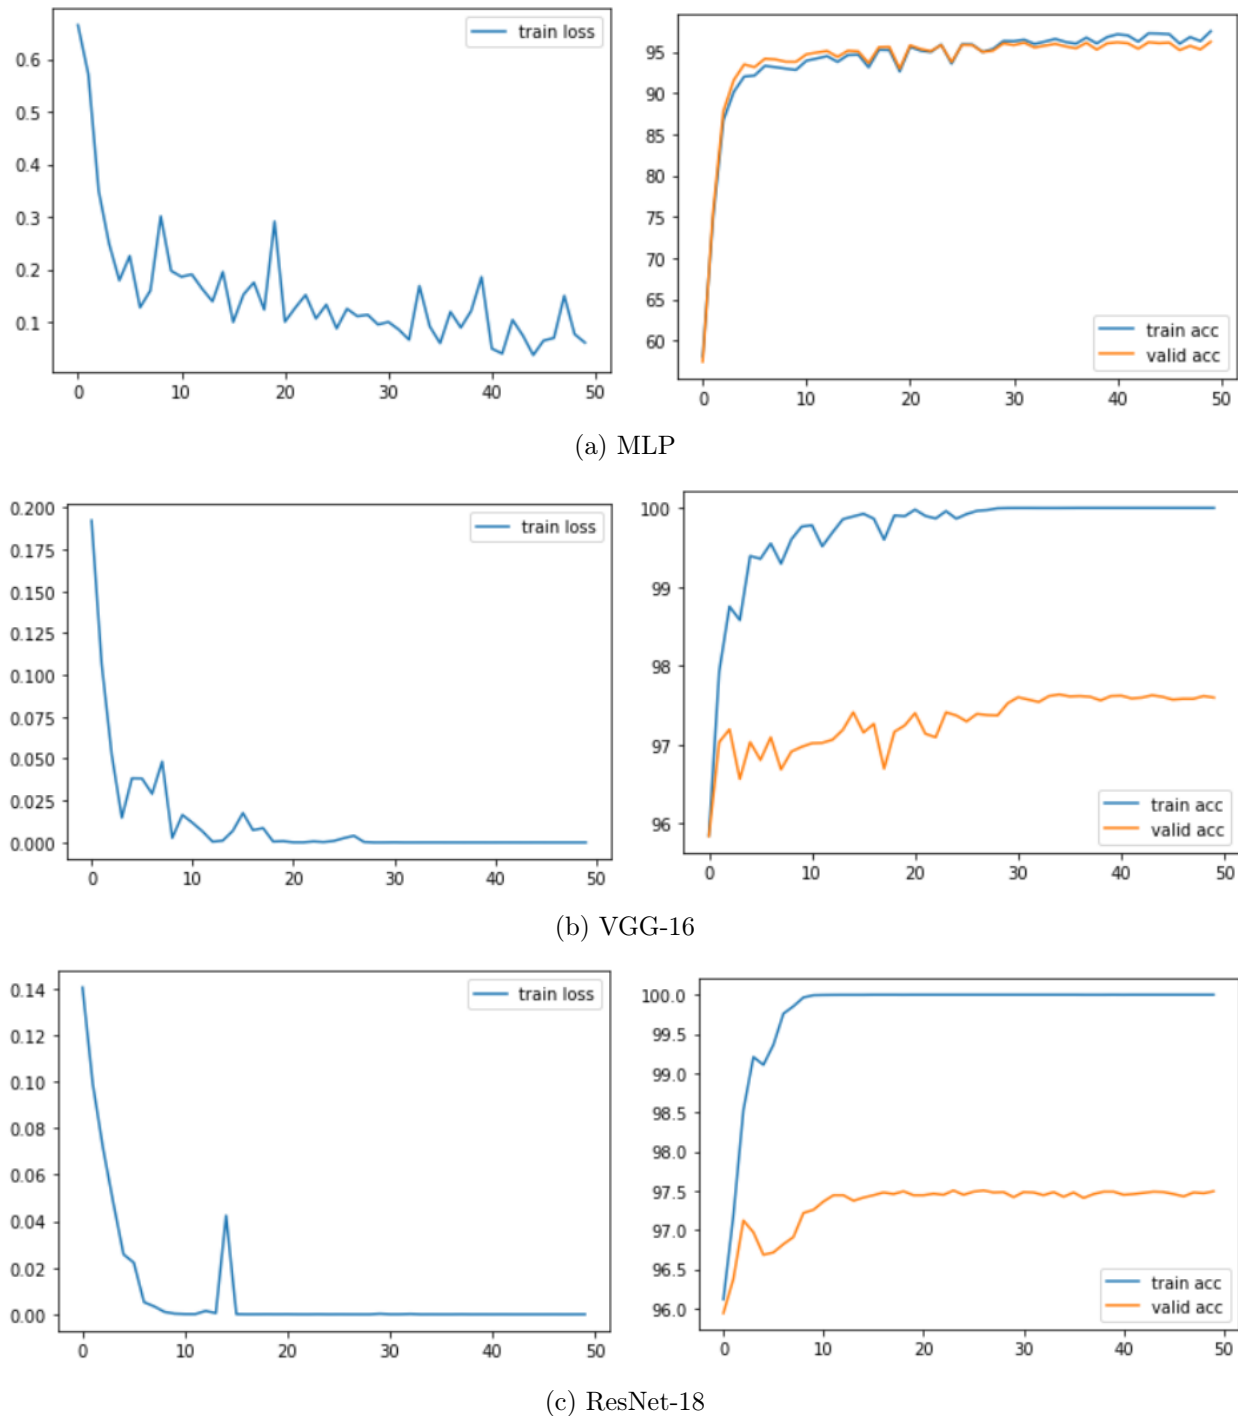 train loss
0.6
0.5
0.4
0.3
0.2
0.1
0 10 20 30 40 50
95
90
85
80
75
70
65
60
train acc
valid acc
0 10 20 30 40 50
(a) MLP
0.200
0.175
0.150
0.125
0.100
0.075
0.050
0.025
0.000
train loss
0 10 20 30 40 50
100
99
98
97
96
train acc
valid acc
0 10 20 30 40 50
(b) VGG-16
0.14
0.12
0.10
0.08
0.06
0.04
0.02
0.00
train loss
0 10 20 30 40 50
100.0
99.5
99.0
98.5
98.0
97.5
97.0
96.5
96.0
train acc
valid acc
0 10 20 30 40 50
(c) ResNet-18